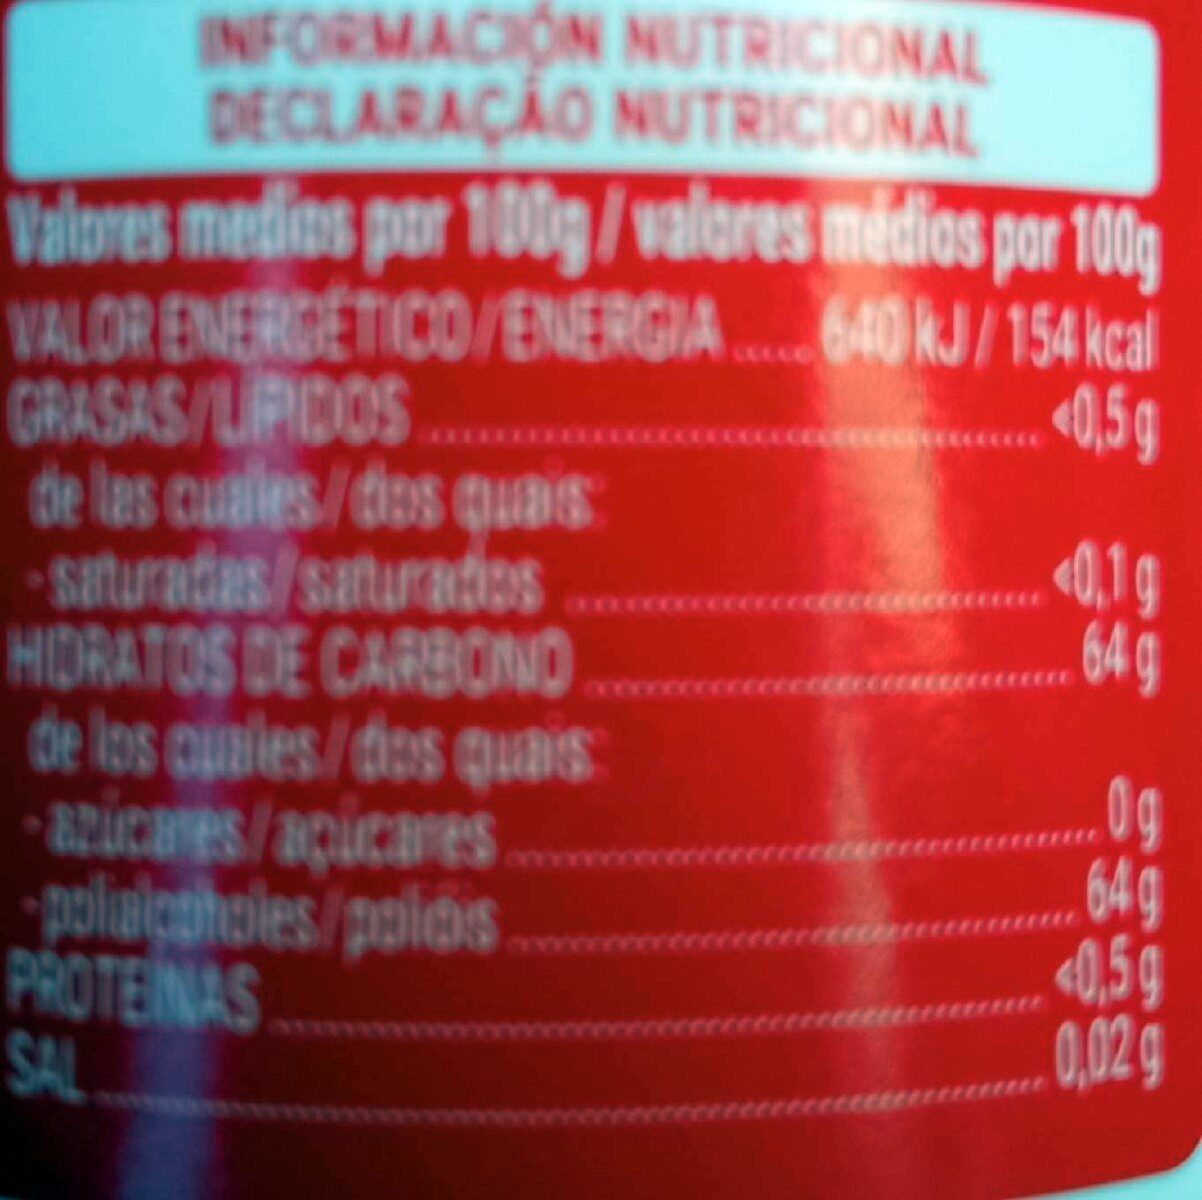 INFORMACIÓN NUTRICIONAL
DECLARAÇÃO NUTRICIONAL
Valores medios por 100g / valores médios por 100g
VALOR ENERGÉTICO/ENERGIA ..... 640 kJ / 154 kcal
GRASAS/LÍPIDOS ..... <0,5 g
de las cuales/dos quais:
- saturadas/saturados ..... <0,1 g
HIDRATOS DE CARBONO ..... 64 g
de los cuales/dos quais:
- azúcares/açúcares ..... 0 g
- polialcoholes/polióis ..... 64 g
PROTEÍNAS ..... <0,5 g
SAL ..... 0,02 g